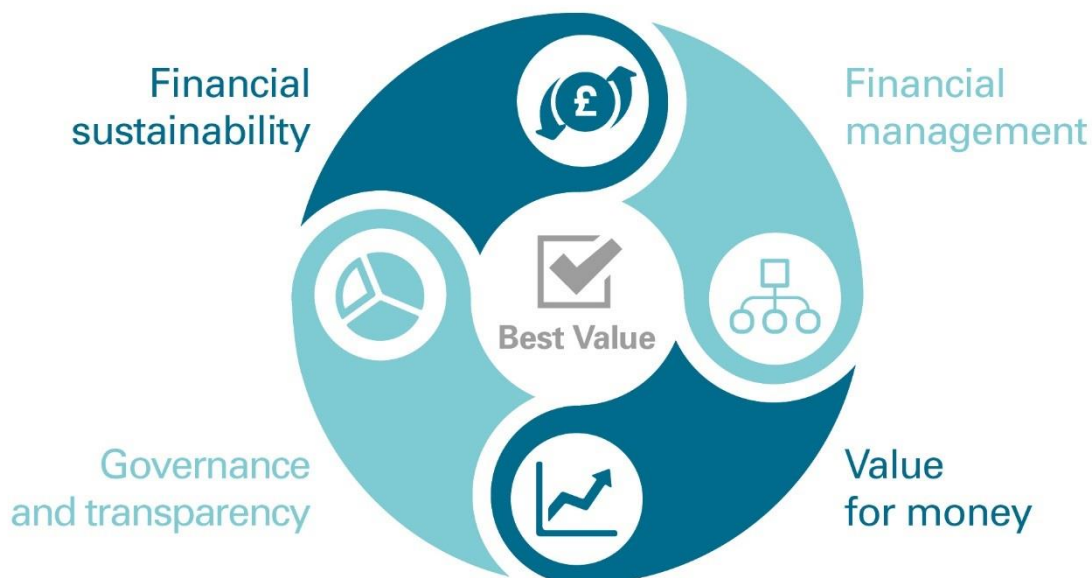 Financial
sustainability
£
Financial
management
Best Value
Governance
and transparency
Value
for money